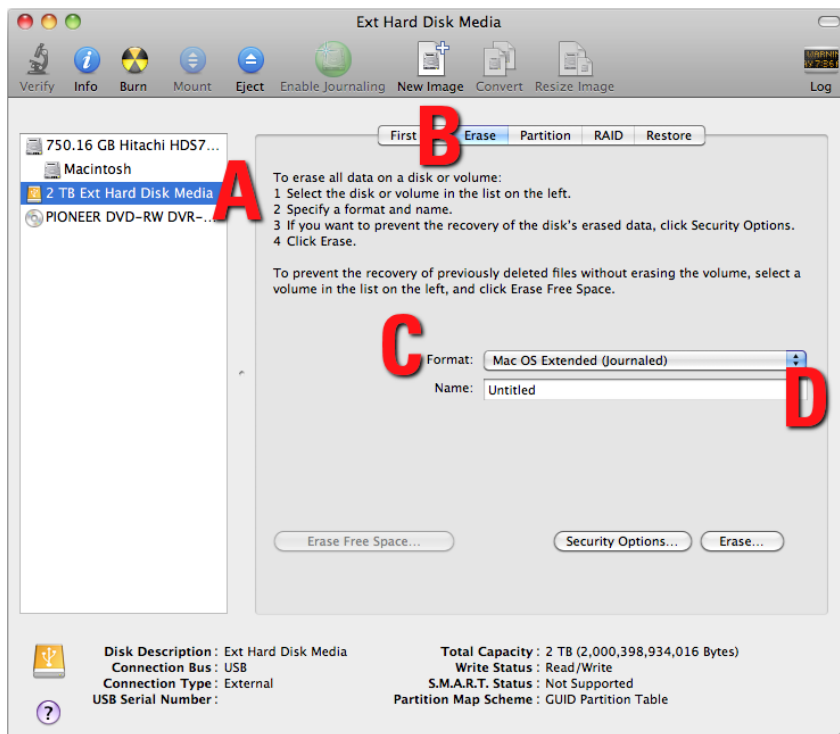 Ext Hard Disk Media
Verify Info Burn Mount Eject Enable Journaling New Image Convert Resize Image Log
750.16 GB Hitachi HDS7...
Macintosh
2 TB Ext Hard Disk Media
PIONEER DVD-RW DVR-...
A
B
First Erase Partition RAID Restore
To erase all data on a disk or volume:
1 Select the disk or volume in the list on the left.
2 Specify a format and name.
3 If you want to prevent the recovery of the disk's erased data, click Security Options.
4 Click Erase.
To prevent the recovery of previously deleted files without erasing the volume, select a
volume in the list on the left, and click Erase Free Space.
C
Format: Mac OS Extended (Journaled)
Name: Untitled
D
Erase Free Space... Security Options... Erase...
Disk Description : Ext Hard Disk Media
Connection Bus : USB
Connection Type : External
USB Serial Number :
Total Capacity : 2 TB (2,000,398,934,016 Bytes)
Write Status : Read/Write
S.M.A.R.T. Status : Not Supported
Partition Map Scheme : GUID Partition Table
?